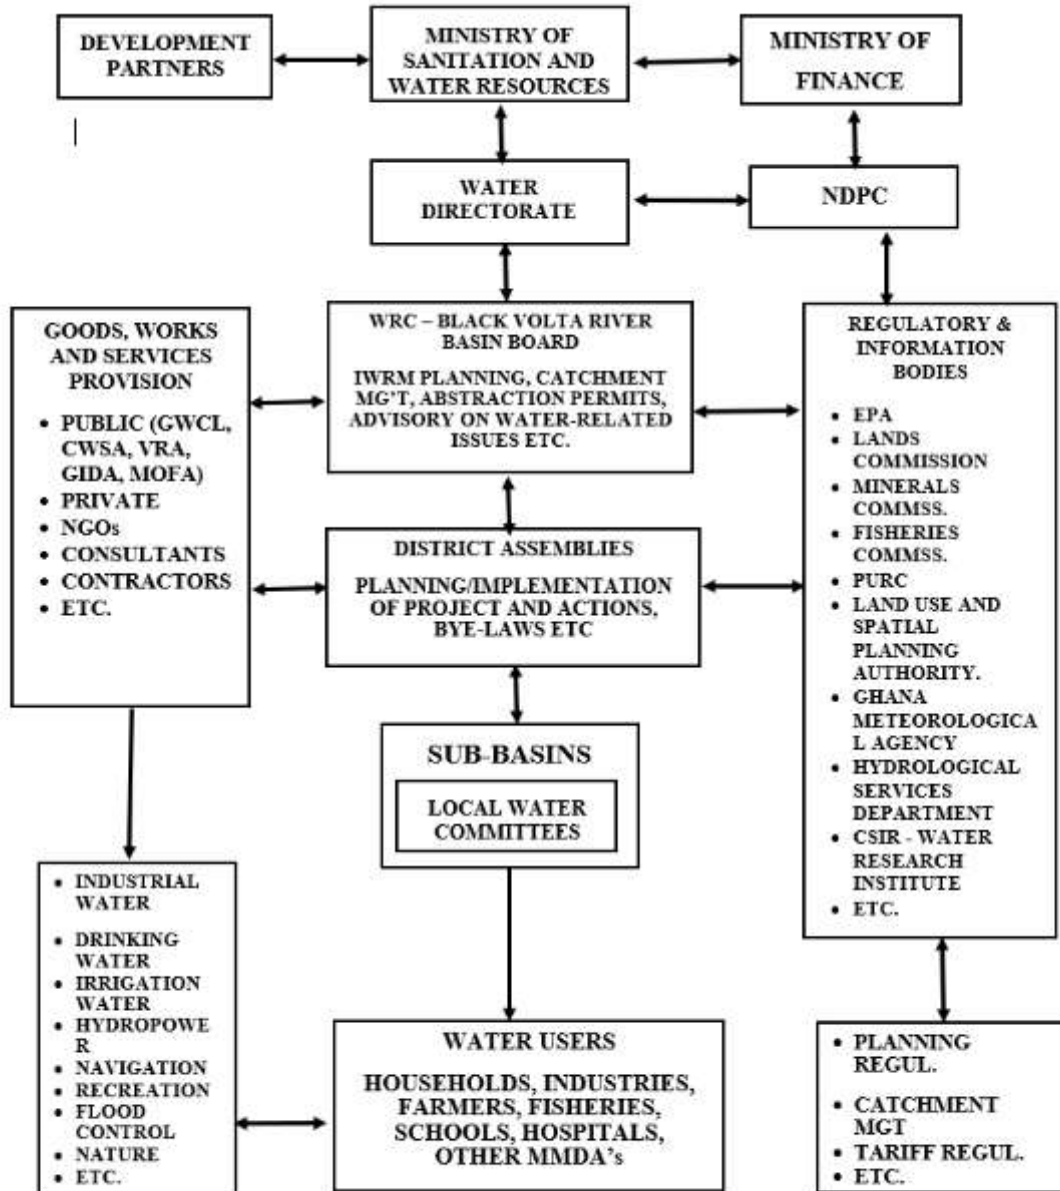 DEVELOPMENT
PARTNERS
MINISTRY OF
SANITATION AND
WATER RESOURCES
MINISTRY OF
FINANCE
WATER
DIRECTORATE
NDPC
GOODS, WORKS
AND SERVICES
PROVISION
• PUBLIC (GWCL,
CWSA, VRA,
GIDA, MOFA)
• PRIVATE
• NGOs
• CONSULTANTS
• CONTRACTORS
• ETC.
WRC – BLACK VOLTA RIVER
BASIN BOARD
IWRM PLANNING, CATCHMENT
MG'T, ABSTRACTION PERMITS,
ADVISORY ON WATER-RELATED
ISSUES ETC.
REGULATORY &
INFORMATION
BODIES
• EPA
• LANDS
COMMISSION
• MINERALS
COMMSS.
• FISHERIES
COMMSS.
• PURC
• LAND USE AND
SPATIAL
PLANNING
AUTHORITY.
• GHANA
METEOROLOGICA
L AGENCY
• HYDROLOGICAL
SERVICES
DEPARTMENT
• CSIR - WATER
RESEARCH
INSTITUTE
• ETC.
DISTRICT ASSEMBLIES
PLANNING/IMPLEMENTATION
OF PROJECT AND ACTIONS,
BYE-LAWS ETC
SUB-BASINS
LOCAL WATER
COMMITTEES
• INDUSTRIAL
WATER
• DRINKING
WATER
• IRRIGATION
WATER
• HYDROPOWE
R
• NAVIGATION
• RECREATION
• FLOOD
CONTROL
• NATURE
• ETC.
WATER USERS
HOUSEHOLDS, INDUSTRIES,
FARMERS, FISHERIES,
SCHOOLS, HOSPITALS,
OTHER MMDA's
• PLANNING
REGUL.
• CATCHMENT
MGT
• TARIFF REGUL.
• ETC.